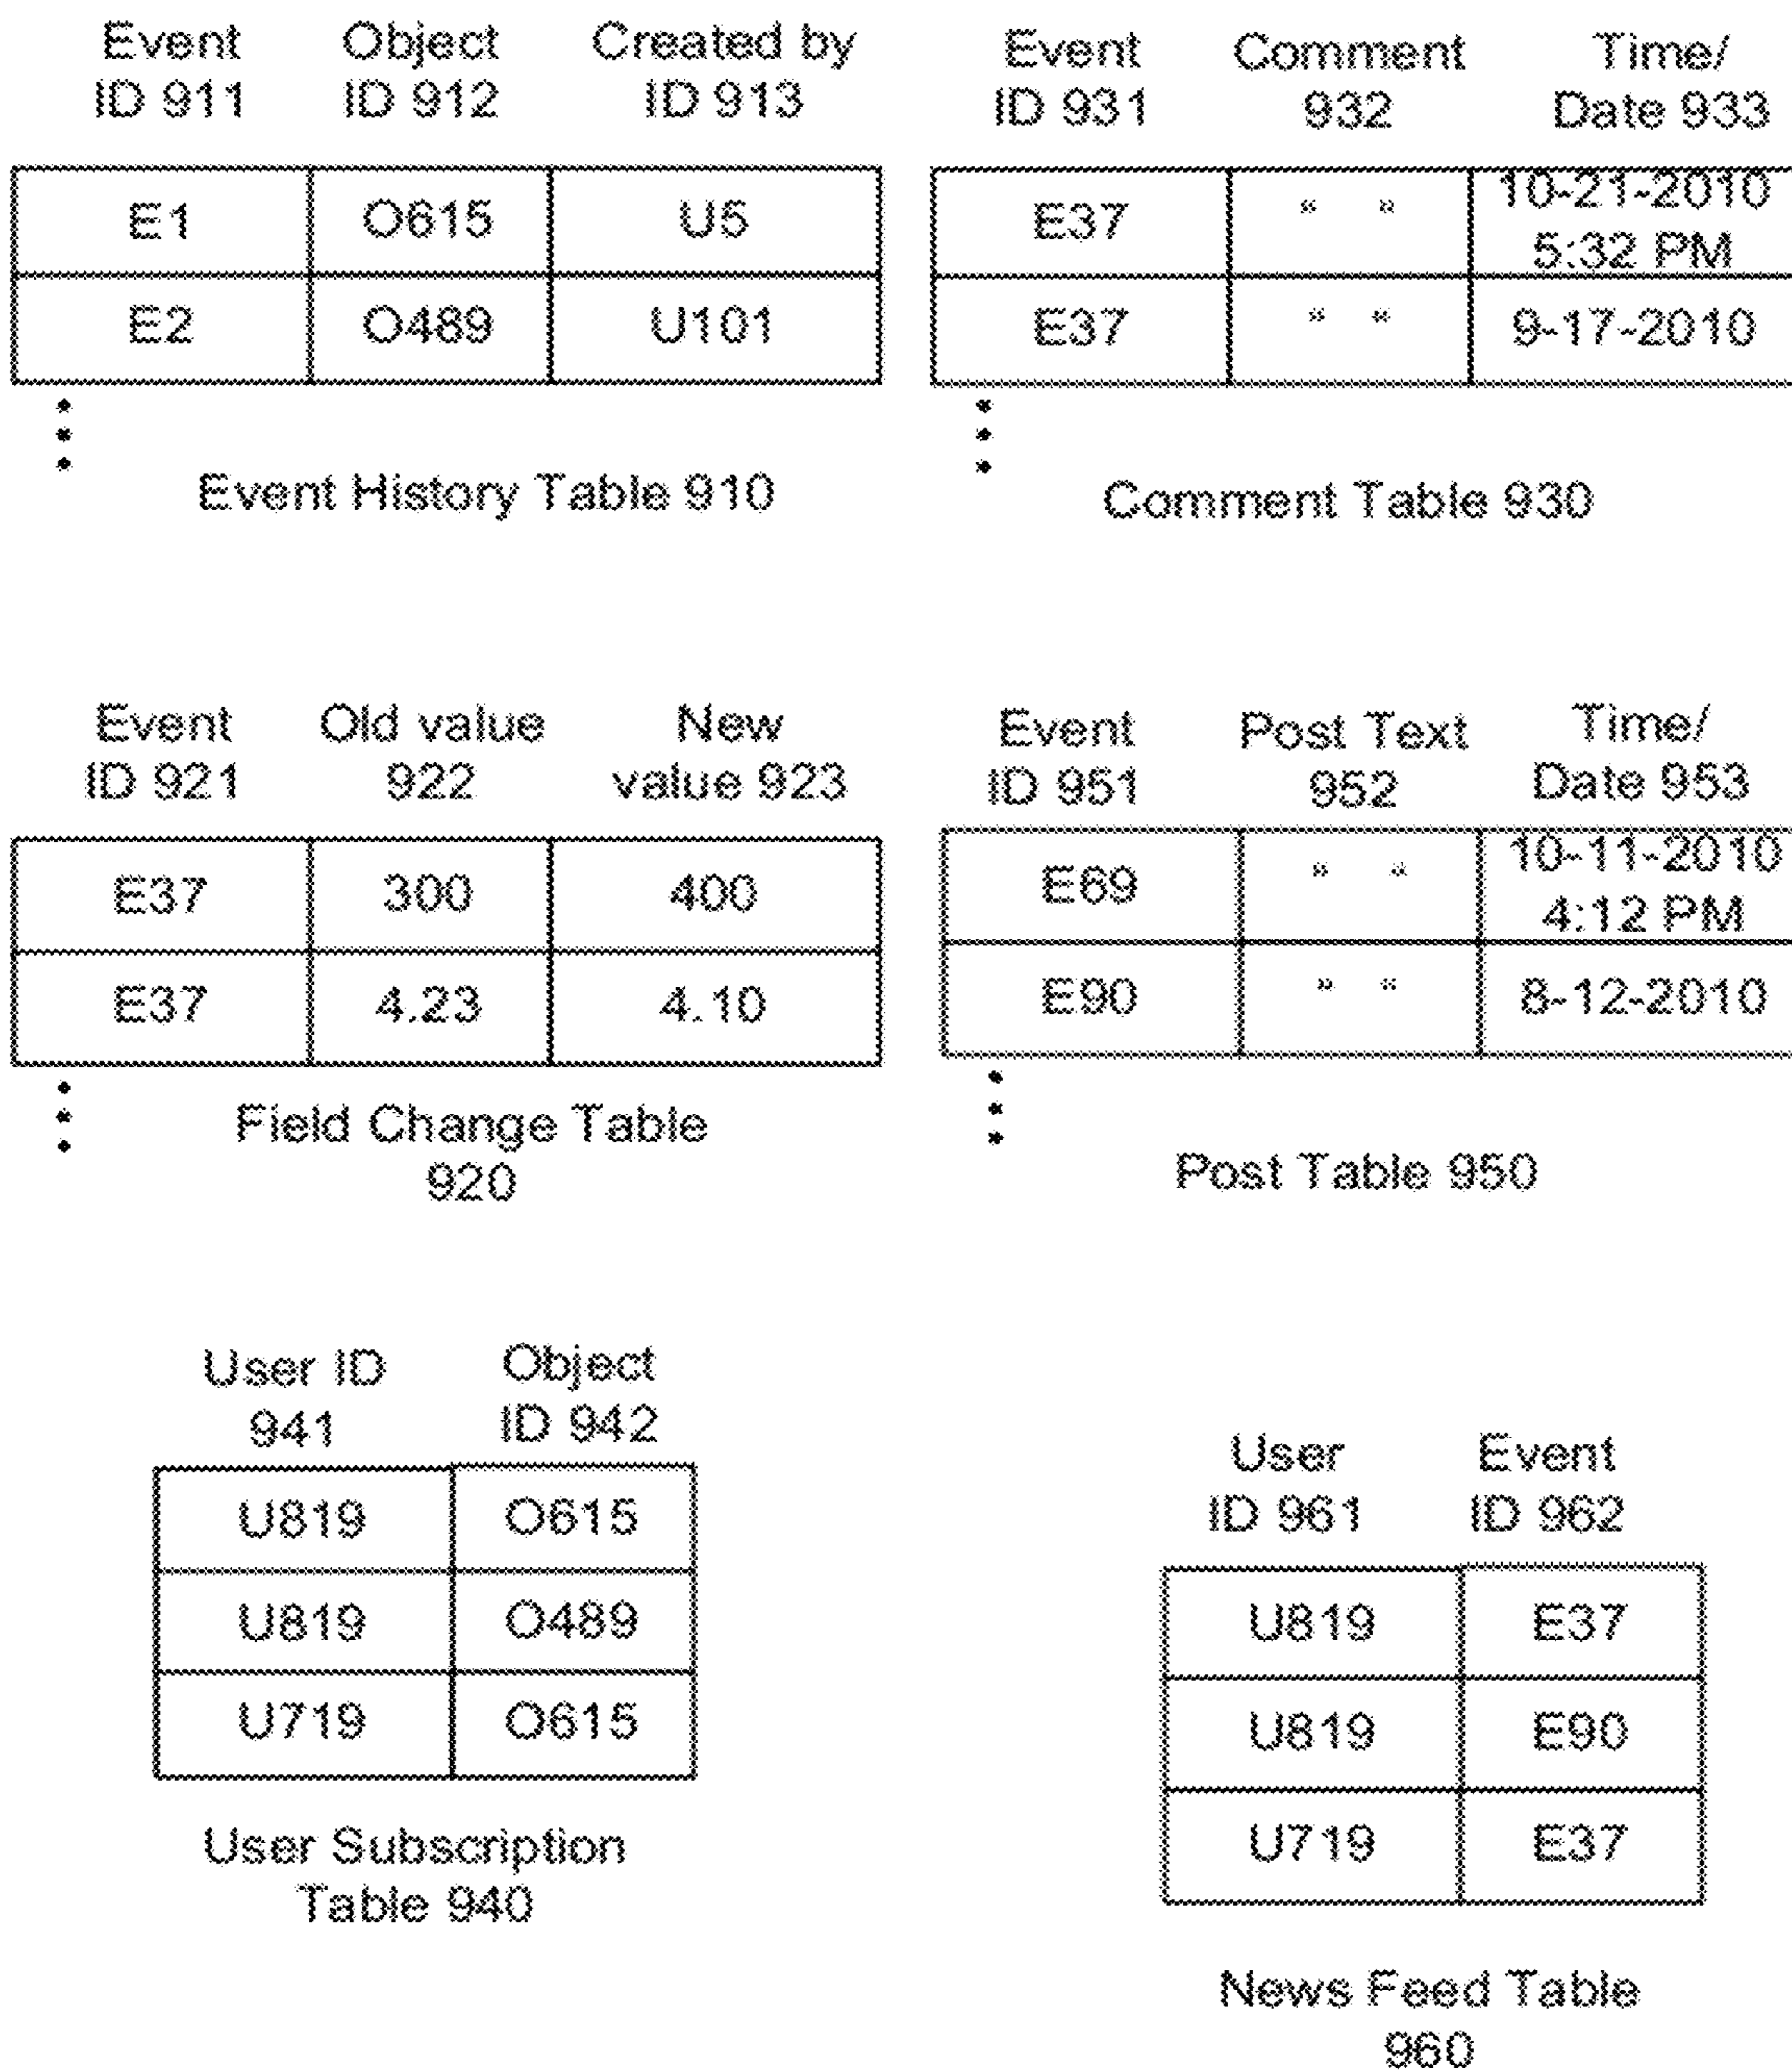 Event ID 911 Object ID 912 Created by ID 913
E1 O615 U5
E2 O489 U101
Event History Table 910
Event ID 931 Comment 932 Time/ Date 933
E37 “ ” 10-21-2010 5:32 PM
E37 ” “ 9-17-2010
Comment Table 930
Event ID 921 Old value 922 New value 923
E37 300 400
E37 4.23 4.10
Field Change Table 920
Event ID 951 Post Text 952 Time/ Date 953
E69 “ “ 10-11-2010 4:12 PM
E90 ” “ 8-12-2010
Post Table 950
User ID 941 Object ID 942
U819 O615
U819 O489
U719 O615
User Subscription Table 940
User ID 961 Event ID 962
U819 E37
U819 E90
U719 E37
News Feed Table 960